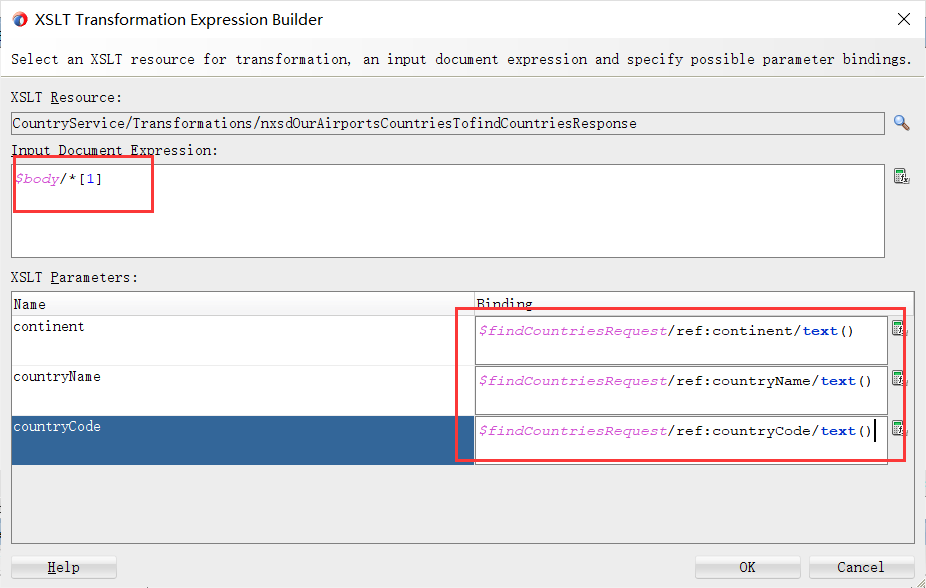 XSLT Transformation Expression Builder
Select an XSLT resource for transformation, an input document expression and specify possible parameter bindings.
XSLT Resource:
CountryService/Transformations/nxsdOurAirportsCountriesTofindCountriesResponse
Input Document Expression:
$body/*[1]
XSLT Parameters:
Name Binding
continent $findCountriesRequest/ref:continent/text()
countryName $findCountriesRequest/ref:countryName/text()
countryCode $findCountriesRequest/ref:countryCode/text()
Help OK Cancel